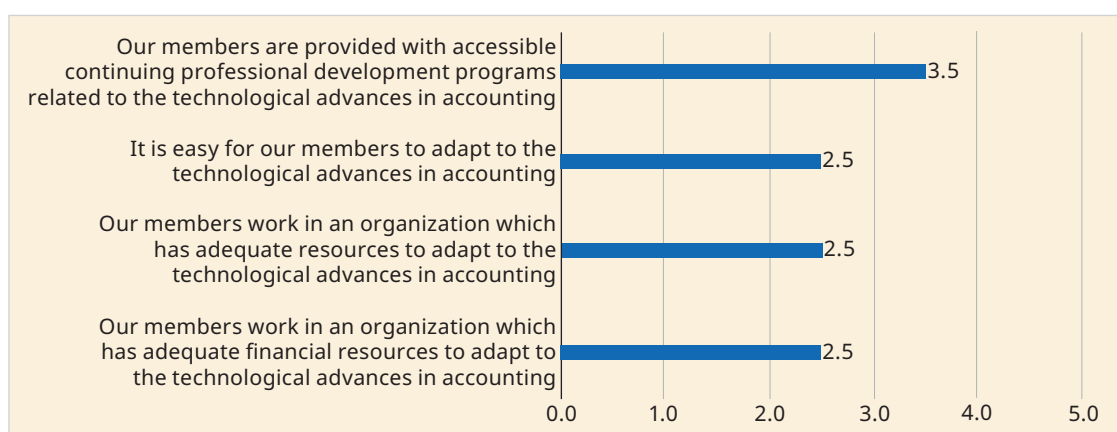 Our members are provided with accessible
continuing professional development programs
related to the technological advances in accounting
3.5
It is easy for our members to adapt to the
technological advances in accounting
2.5
Our members work in an organization which
has adequate resources to adapt to the
technological advances in accounting
2.5
Our members work in an organization which
has adequate financial resources to adapt to
the technological advances in accounting
2.5
0.0 1.0 2.0 3.0 4.0 5.0